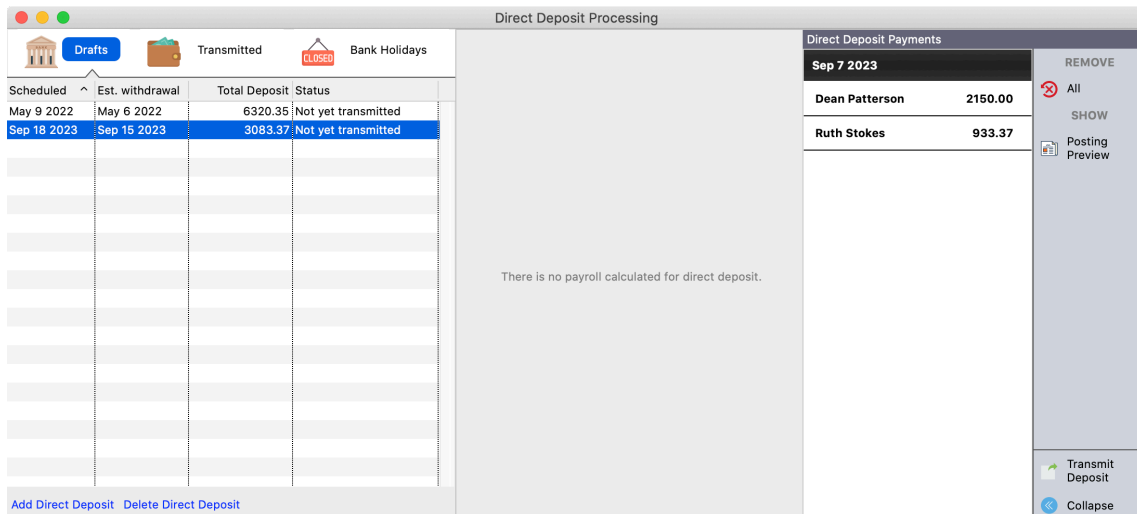 Direct Deposit Processing
Drafts Transmitted CLOSED Bank Holidays
Scheduled Est. withdrawal Total Deposit Status
May 9 2022 May 6 2022 6320.35 Not yet transmitted
Sep 18 2023 Sep 15 2023 3083.37 Not yet transmitted
Add Direct Deposit Delete Direct Deposit
There is no payroll calculated for direct deposit.
Direct Deposit Payments
Sep 7 2023
Dean Patterson 2150.00
Ruth Stokes 933.37
REMOVE
All
SHOW
Posting
Preview
Transmit
Deposit
Collapse